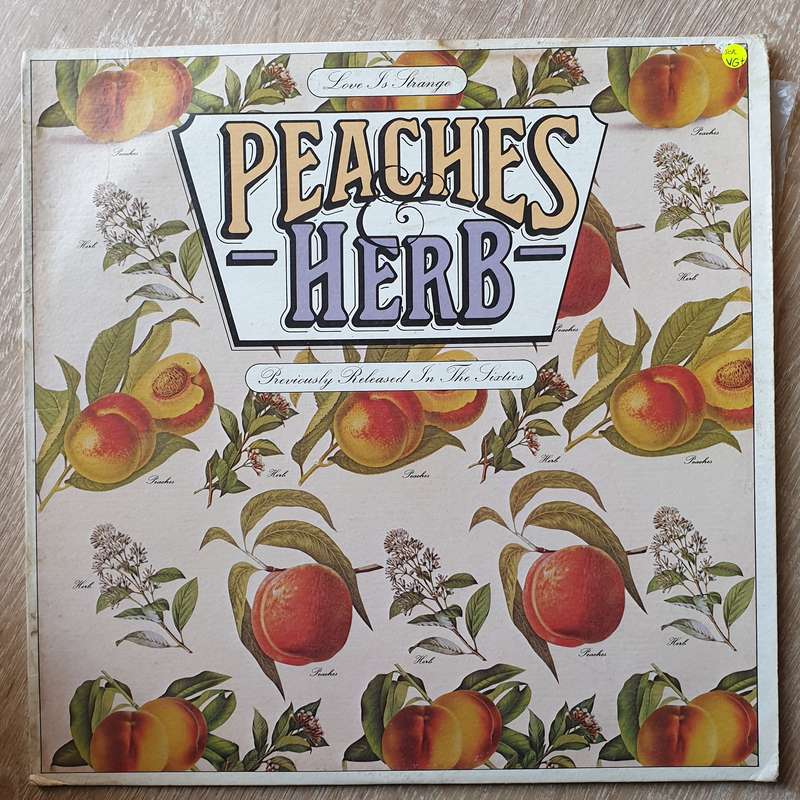 Love Is Strange
VG+
PEACHES
&
HERB
Previously Released In The Sixties
Peaches
Peaches
Herb
Herb
Peaches
Peaches
Herb
Peaches
Herb
Peaches
Herb
Herb
Herb
Peaches
Peaches